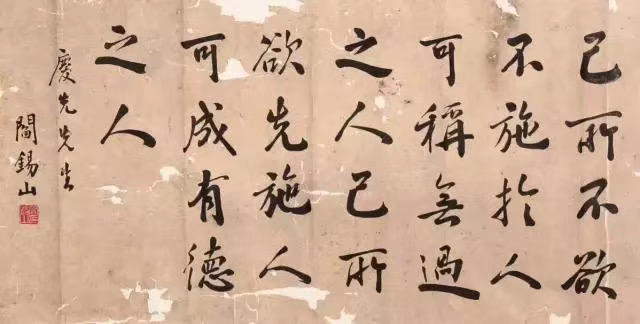 己所不欲
不施於人
可稱無過
之人己所
欲先施人
可成有德
之人
慶先先生
閻錫山